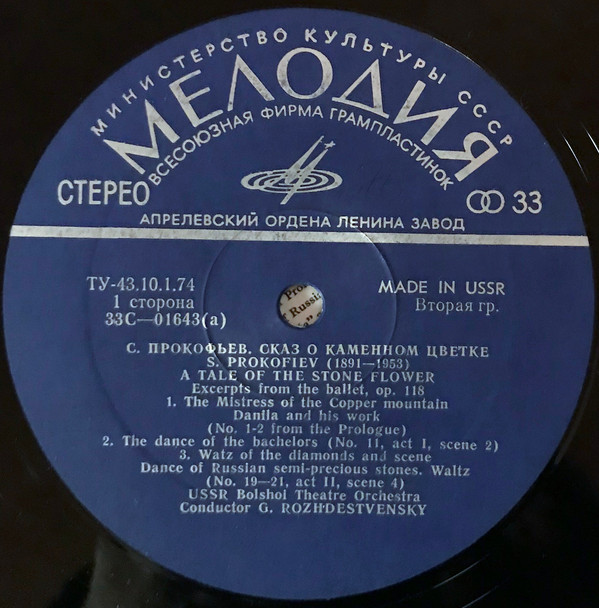 МИНИСТЕРСТВО КУЛЬТУРЫ СССР
МЕЛОДИЯ
ВСЕСОЮЗНАЯ ФИРМА ГРАМПЛАСТИНОК
СТЕРЕО
33
АПРЕЛЕВСКИЙ ОРДЕНА ЛЕНИНА ЗАВОД
ТУ-43.10.1.74
MADE IN USSR
1 сторона
Вторая гр.
33С—01643(а)
Pro
Russi
a"
С. ПРОКОФЬЕВ. СКАЗ О КАМЕННОМ ЦВЕТКЕ
S. PROKOFIEV (1891—1953)
A TALE OF THE STONE FLOWER
Excerpts from the ballet, op. 118
1. The Mistress of the Copper mountain
Danila and his work
(No. 1-2 from the Prologue)
2. The dance of the bachelors (No. 11, act I, scene 2)
3. Watz of the diamonds and scene
Dance of Russian semi-precious stones. Waltz
(No. 19—21, act II, scene 4)
USSR Bolshoi Theatre Orchestra
Conductor G. ROZHDESTVENSKY